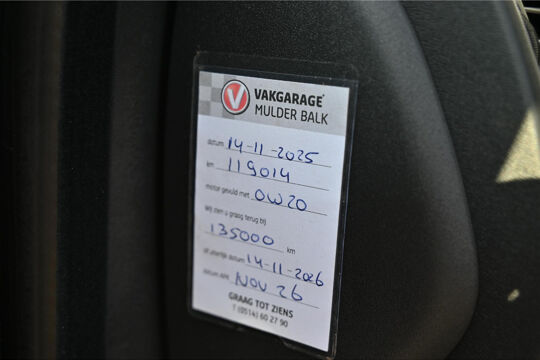 VAKGARAGE
MULDER BALK
datum 14-11-2025
km 119014
motor gevuld met 0W20
Wij zien u graag terug bij
135000 km
of uiterlijk datum 14-11-2026
datum APK NOV 26
GRAAG TOT ZIENS
T (0514) 60 27 90